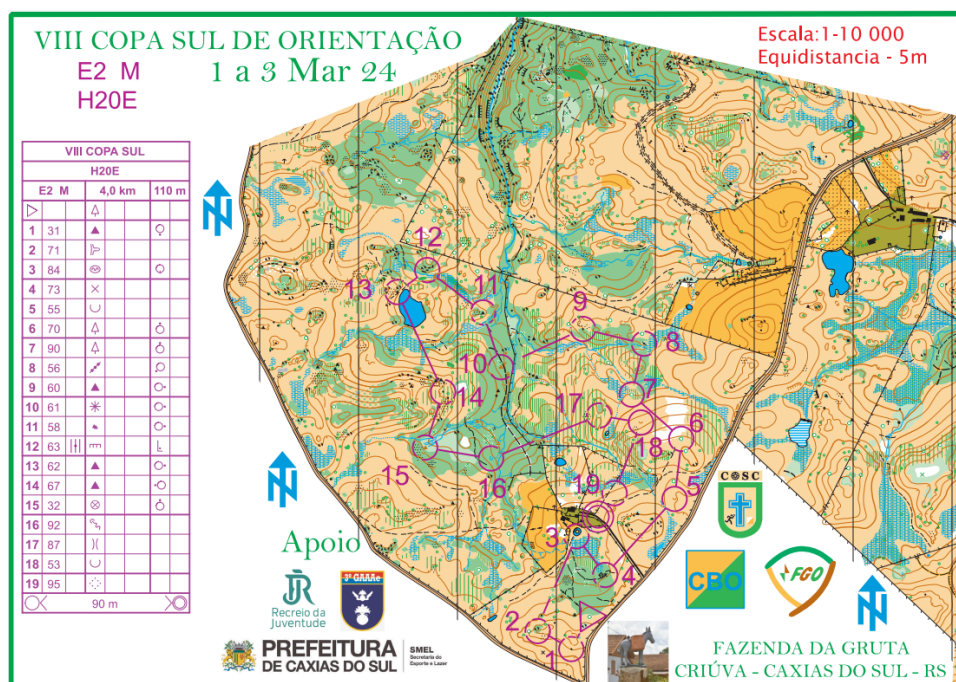 VIII COPA SUL DE ORIENTAÇÃO
E2 M
1 a 3 Mar 24
H20E
Escala:1-10 000
Equidistancia - 5m
VIII COPA SUL
H20E
E2 M 4,0 km 110 m
1 31
2 71
3 84
4 73
5 55
6 70
7 90
8 56
9 60
10 61
11 58
12 63
13 62
14 67
15 32
16 92
17 87
18 53
19 95
90 m
N
N
N
12
13
11
9
8
10
7
14
17
6
18
15
16
5
19
3
4
2
1
Apoio
JR
Recreio da
Juventude
3º GAAAe
PREFEITURA
DE CAXIAS DO SUL
SMEL
Secretaria do
Esporte e Lazer
COSC
CBO
FGO
FAZENDA DA GRUTA
CRIÚVA - CAXIAS DO SUL - RS